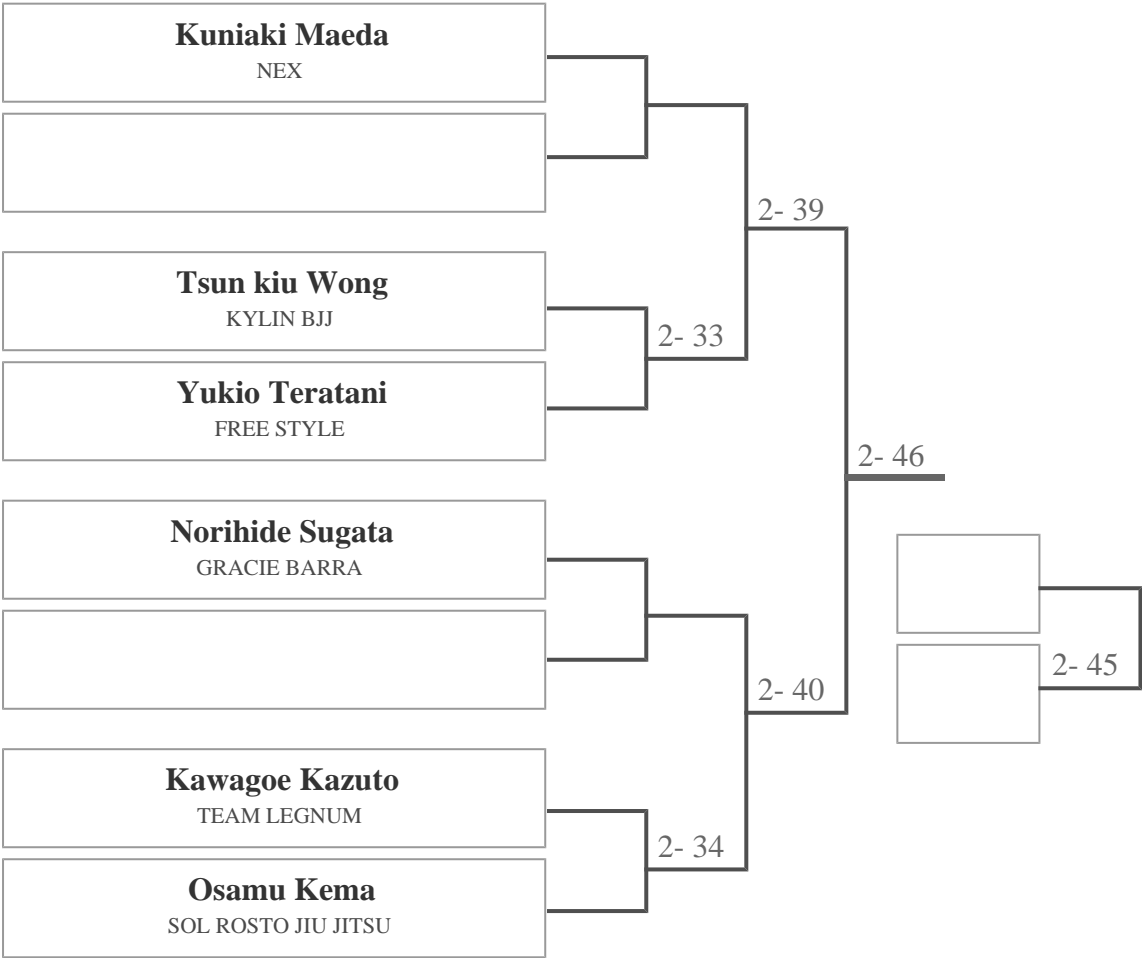 Kuniaki Maeda
NEX
2- 39
Tsun kiu Wong
KYLIN BJJ
2- 33
Yukio Teratani
FREE STYLE
2- 46
Norihide Sugata
GRACIE BARRA
2- 45
2- 40
Kawagoe Kazuto
TEAM LEGNUM
2- 34
Osamu Kema
SOL ROSTO JIU JITSU